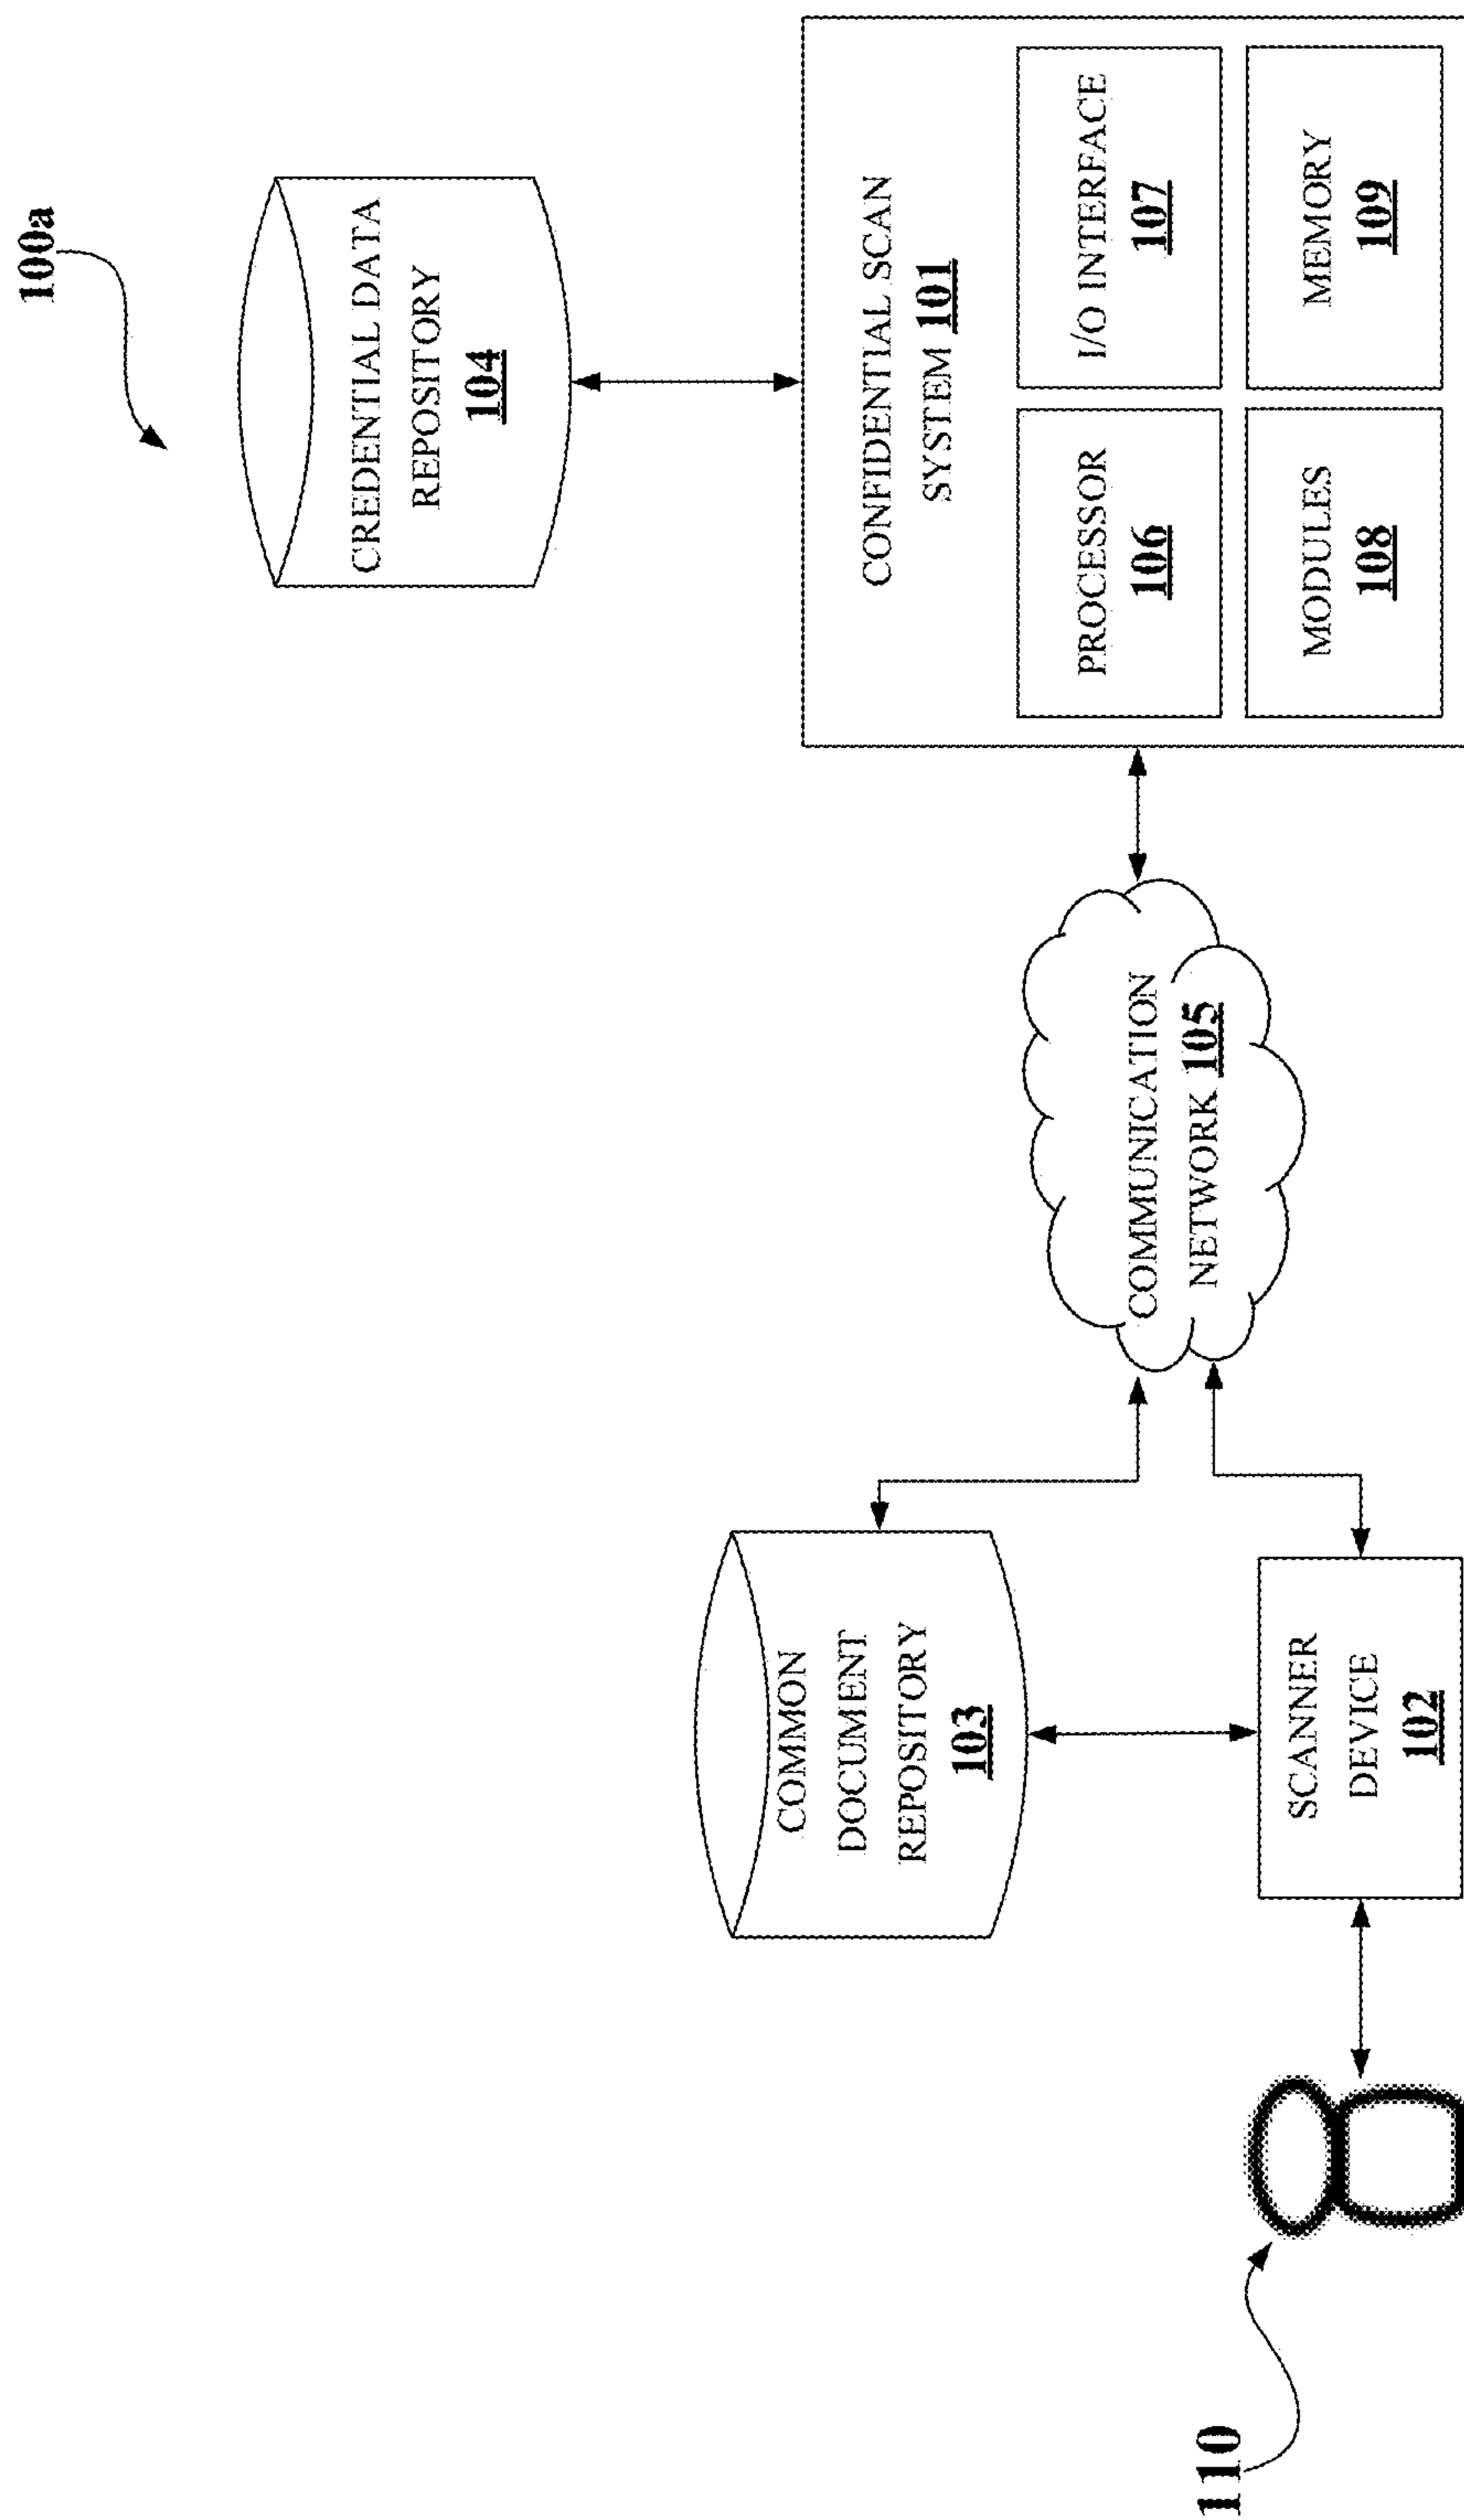 100a
CREDENTIAL DATA
REPOSITORY
104
CONFIDENTIAL SCAN
SYSTEM 101
PROCESSOR
106
I/O INTERFACE
107
MODULES
108
MEMORY
109
COMMUNICATION
NETWORK 105
COMMON
DOCUMENT
REPOSITORY
103
SCANNER
DEVICE
102
110